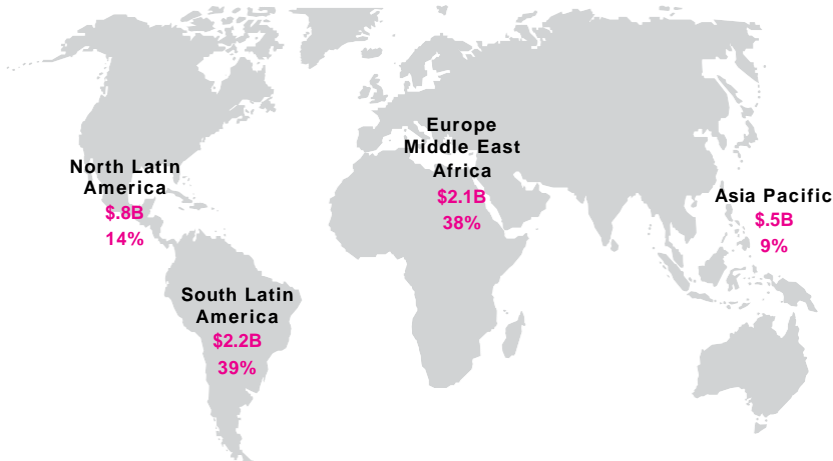 North Latin
America
$.8B
14%
South Latin
America
$2.2B
39%
Europe
Middle East
Africa
$2.1B
38%
Asia Pacific
$.5B
9%